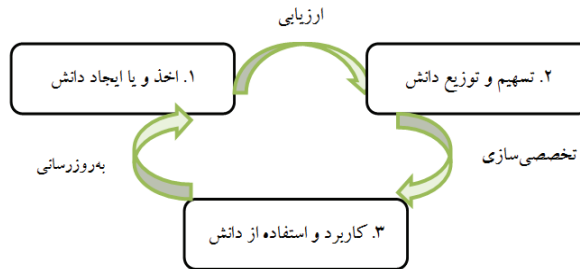 ارزیابی
۱. اخذ و یا ایجاد دانش
۲. تسهیم و توزیع دانش
تخصصی‌سازی
به‌روزرسانی
۳. کاربرد و استفاده از دانش